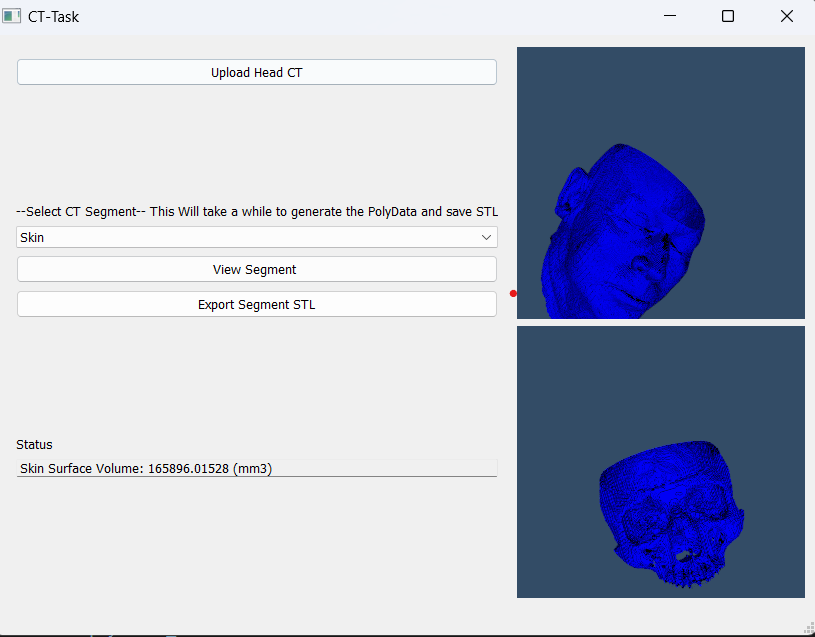 CT-Task
Upload Head CT
--Select CT Segment-- This Will take a while to generate the PolyData and save STL
Skin
View Segment
Export Segment STL
Status
Skin Surface Volume: 165896.01528 (mm3)